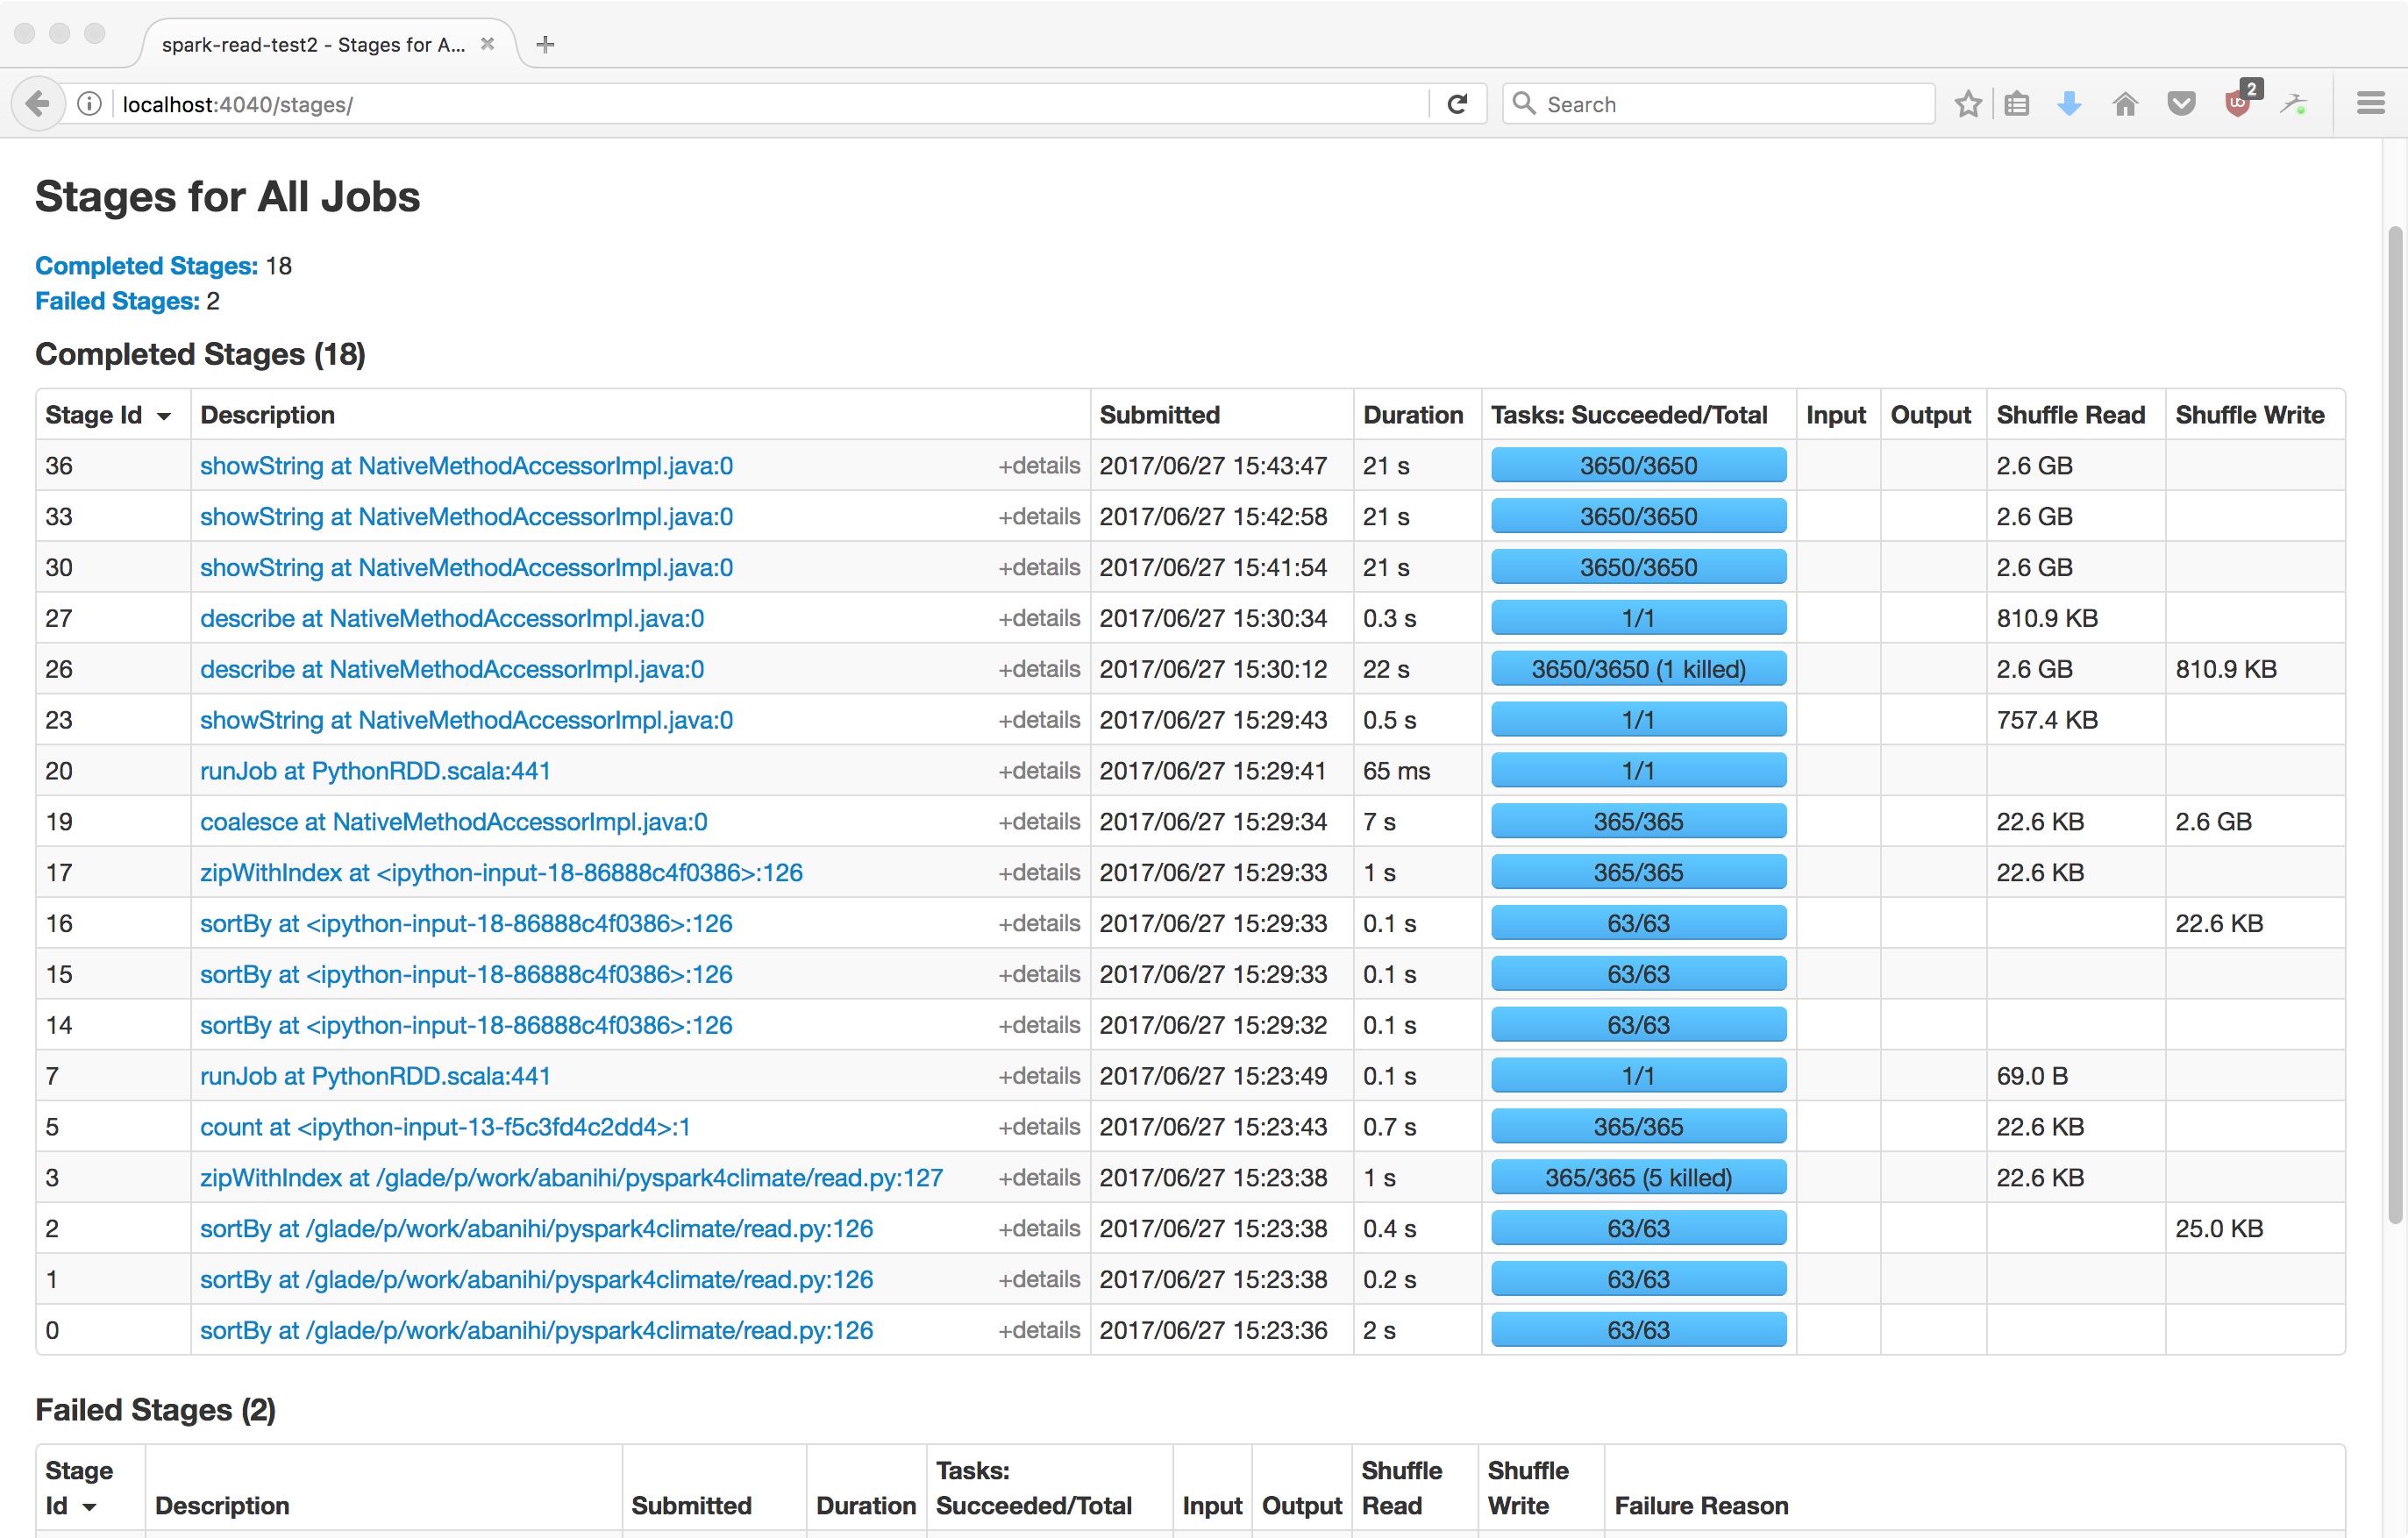 spark-read-test2 - Stages for A...
localhost:4040/stages/
Search
2
Stages for All Jobs
Completed Stages: 18
Failed Stages: 2
Completed Stages (18)
Stage Id Description Submitted Duration Tasks: Succeeded/Total Input Output Shuffle Read Shuffle Write
36 showString at NativeMethodAccessorImpl.java:0 +details 2017/06/27 15:43:47 21 s 3650/3650 2.6 GB
33 showString at NativeMethodAccessorImpl.java:0 +details 2017/06/27 15:42:58 21 s 3650/3650 2.6 GB
30 showString at NativeMethodAccessorImpl.java:0 +details 2017/06/27 15:41:54 21 s 3650/3650 2.6 GB
27 describe at NativeMethodAccessorImpl.java:0 +details 2017/06/27 15:30:34 0.3 s 1/1 810.9 KB
26 describe at NativeMethodAccessorImpl.java:0 +details 2017/06/27 15:30:12 22 s 3650/3650 (1 killed) 2.6 GB 810.9 KB
23 showString at NativeMethodAccessorImpl.java:0 +details 2017/06/27 15:29:43 0.5 s 1/1 757.4 KB
20 runJob at PythonRDD.scala:441 +details 2017/06/27 15:29:41 65 ms 1/1
19 coalesce at NativeMethodAccessorImpl.java:0 +details 2017/06/27 15:29:34 7 s 365/365 22.6 KB 2.6 GB
17 zipWithIndex at <ipython-input-18-86888c4f0386>:126 +details 2017/06/27 15:29:33 1 s 365/365 22.6 KB
16 sortBy at <ipython-input-18-86888c4f0386>:126 +details 2017/06/27 15:29:33 0.1 s 63/63 22.6 KB
15 sortBy at <ipython-input-18-86888c4f0386>:126 +details 2017/06/27 15:29:33 0.1 s 63/63
14 sortBy at <ipython-input-18-86888c4f0386>:126 +details 2017/06/27 15:29:32 0.1 s 63/63
7 runJob at PythonRDD.scala:441 +details 2017/06/27 15:23:49 0.1 s 1/1 69.0 B
5 count at <ipython-input-13-f5c3fd4c2dd4>:1 +details 2017/06/27 15:23:43 0.7 s 365/365 22.6 KB
3 zipWithIndex at /glade/p/work/abanihi/pyspark4climate/read.py:127 +details 2017/06/27 15:23:38 1 s 365/365 (5 killed) 22.6 KB
2 sortBy at /glade/p/work/abanihi/pyspark4climate/read.py:126 +details 2017/06/27 15:23:38 0.4 s 63/63 25.0 KB
1 sortBy at /glade/p/work/abanihi/pyspark4climate/read.py:126 +details 2017/06/27 15:23:38 0.2 s 63/63
0 sortBy at /glade/p/work/abanihi/pyspark4climate/read.py:126 +details 2017/06/27 15:23:36 2 s 63/63
Failed Stages (2)
Stage Tasks: Shuffle Shuffle
Id Description Submitted Duration Succeeded/Total Input Output Read Write Failure Reason